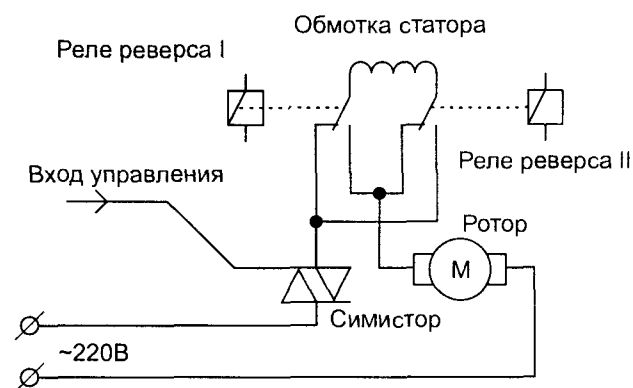 Обмотка статора
Реле реверса I
Реле реверса II
Вход управления
Ротор
М
Симистор
~220В